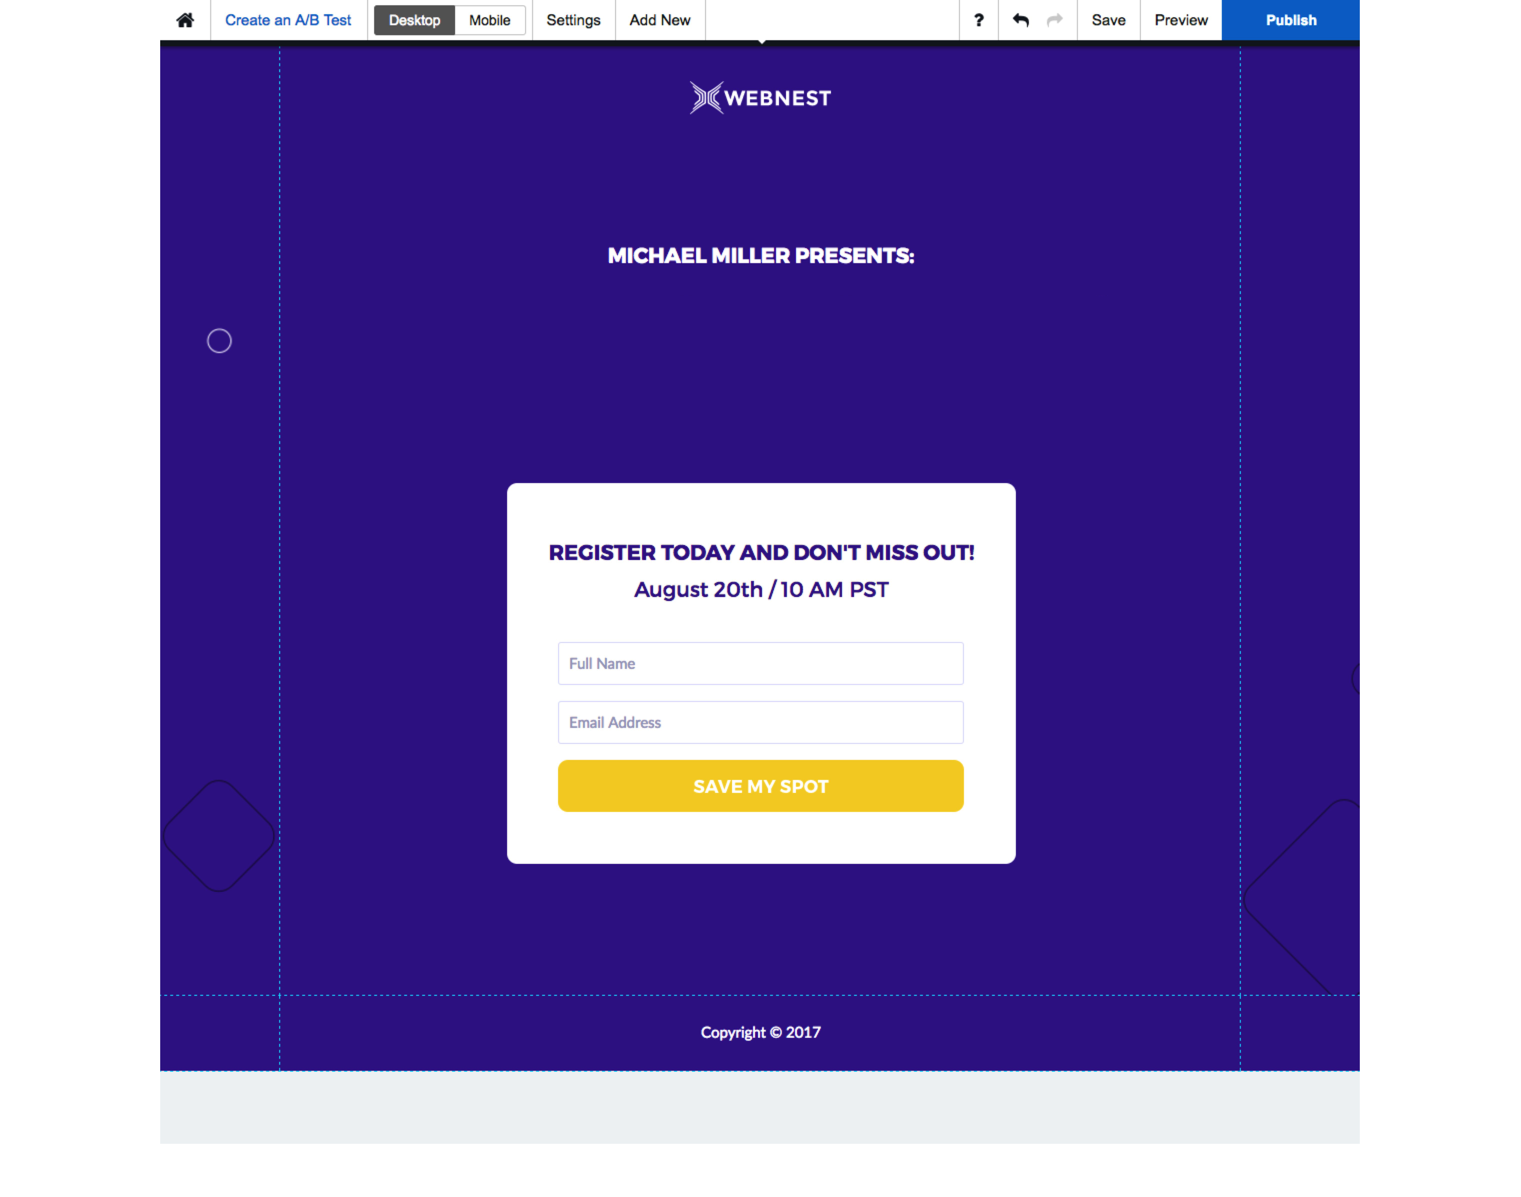 Create an A/B Test Desktop Mobile Settings Add New ? Save Preview Publish
WEBNEST
MICHAEL MILLER PRESENTS:
REGISTER TODAY AND DON'T MISS OUT!
August 20th / 10 AM PST
Full Name
Email Address
SAVE MY SPOT
Copyright © 2017